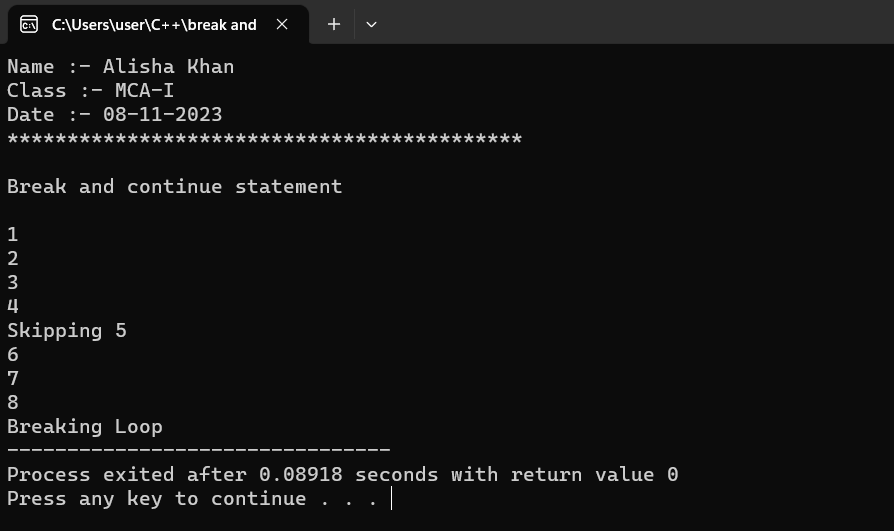 C:\Users\user\C++\break and
Name :- Alisha Khan
Class :- MCA-I
Date :- 08-11-2023
*******************************************
Break and continue statement
1
2
3
4
Skipping 5
6
7
8
Breaking Loop
--------------------------------
Process exited after 0.08918 seconds with return value 0
Press any key to continue . . .